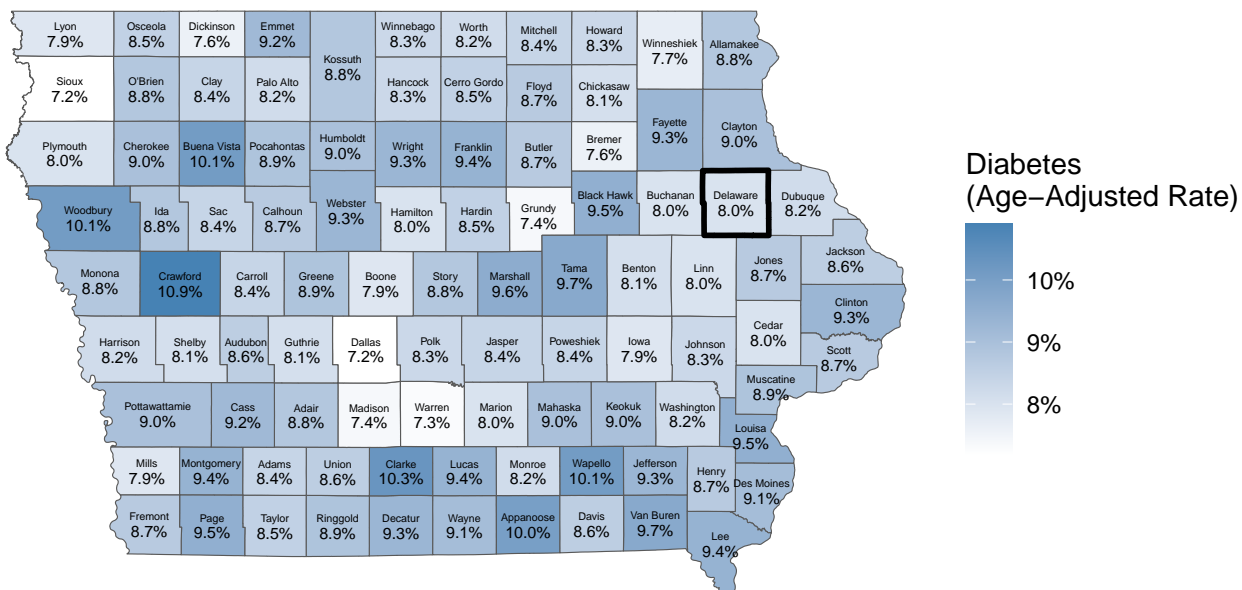 Lyon
7.9%
Osceola
8.5%
Dickinson
7.6%
Emmet
9.2%
Kossuth
8.8%
Winnebago
8.3%
Worth
8.2%
Mitchell
8.4%
Howard
8.3%
Winneshiek
7.7%
Allamakee
8.8%
Sioux
7.2%
O'Brien
8.8%
Clay
8.4%
Palo Alto
8.2%
Hancock
8.3%
Cerro Gordo
8.5%
Floyd
8.7%
Chickasaw
8.1%
Plymouth
8.0%
Cherokee
9.0%
Buena Vista
10.1%
Pocahontas
8.9%
Humboldt
9.0%
Wright
9.3%
Franklin
9.4%
Butler
8.7%
Bremer
7.6%
Fayette
9.3%
Clayton
9.0%
Woodbury
10.1%
Ida
8.8%
Sac
8.4%
Calhoun
8.7%
Webster
9.3%
Hamilton
8.0%
Hardin
8.5%
Grundy
7.4%
Black Hawk
9.5%
Buchanan
8.0%
Delaware
8.0%
Dubuque
8.2%
Monona
8.8%
Crawford
10.9%
Carroll
8.4%
Greene
8.9%
Boone
7.9%
Story
8.8%
Marshall
9.6%
Tama
9.7%
Benton
8.1%
Linn
8.0%
Jones
8.7%
Jackson
8.6%
Clinton
9.3%
Harrison
8.2%
Shelby
8.1%
Audubon
8.6%
Guthrie
8.1%
Dallas
7.2%
Polk
8.3%
Jasper
8.4%
Poweshiek
8.4%
Iowa
7.9%
Johnson
8.3%
Cedar
8.0%
Scott
8.7%
Muscatine
8.9%
Pottawattamie
9.0%
Cass
9.2%
Adair
8.8%
Madison
7.4%
Warren
7.3%
Marion
8.0%
Mahaska
9.0%
Keokuk
9.0%
Washington
8.2%
Louisa
9.5%
Mills
7.9%
Montgomery
9.4%
Adams
8.4%
Union
8.6%
Clarke
10.3%
Lucas
9.4%
Monroe
8.2%
Wapello
10.1%
Jefferson
9.3%
Henry
8.7%
Des Moines
9.1%
Fremont
8.7%
Page
9.5%
Taylor
8.5%
Ringgold
8.9%
Decatur
9.3%
Wayne
9.1%
Appanoose
10.0%
Davis
8.6%
Van Buren
9.7%
Lee
9.4%
Diabetes
(Age−Adjusted Rate)
10%
9%
8%